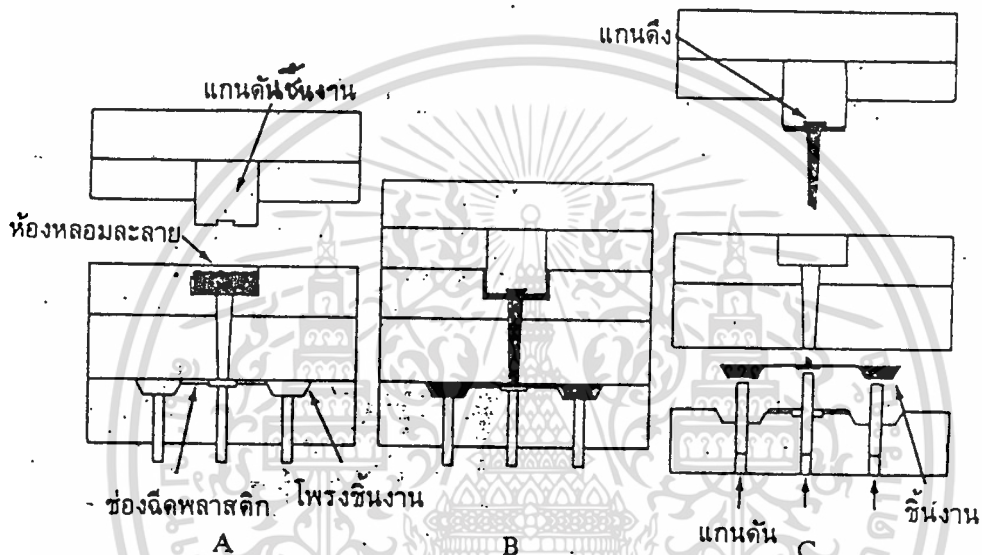 แกนดึง
แกนดันชิ้นงาน
ห้องหลอมละลาย
ช่องฉีดพลาสติก
โพรงชิ้นงาน
แกนดัน
ชิ้นงาน
A
B
C